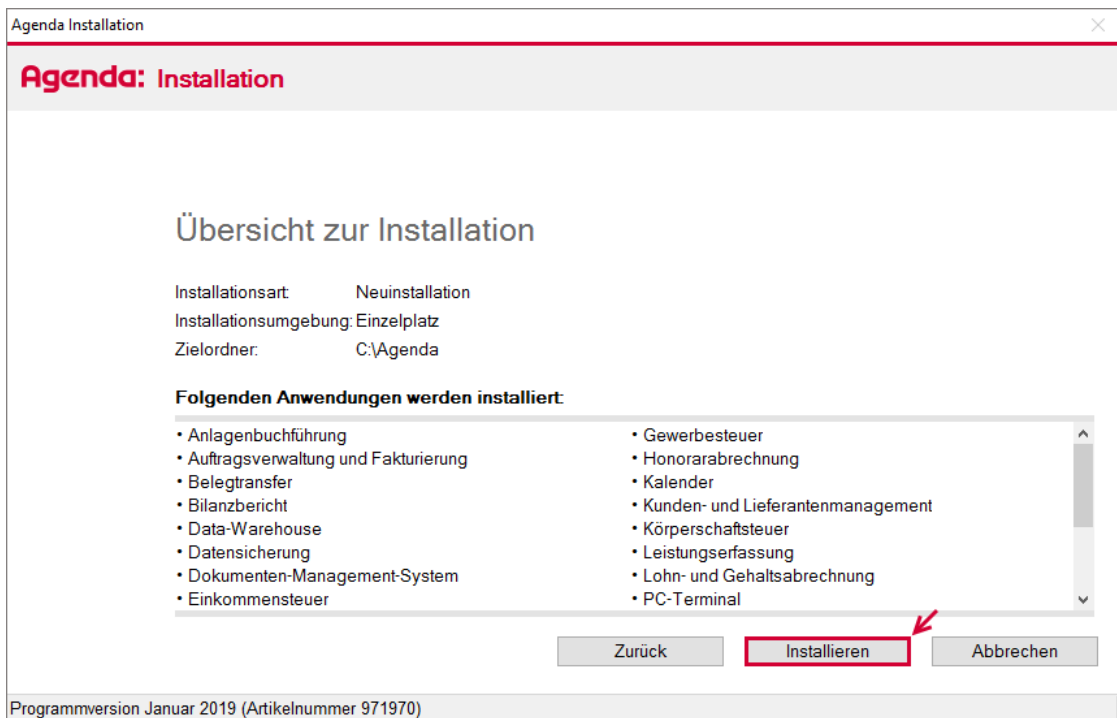 Agenda Installation
Agenda: Installation
Übersicht zur Installation
Installationsart: Neuinstallation
Installationsumgebung: Einzelplatz
Zielordner: C:\Agenda
Folgenden Anwendungen werden installiert:
• Anlagenbuchführung
• Auftragsverwaltung und Fakturierung
• Belegtransfer
• Bilanzbericht
• Data-Warehouse
• Datensicherung
• Dokumenten-Management-System
• Einkommensteuer
• Gewerbesteuer
• Honorarabrechnung
• Kalender
• Kunden- und Lieferantenmanagement
• Körperschaftsteuer
• Leistungserfassung
• Lohn- und Gehaltsabrechnung
• PC-Terminal
Zurück Installieren Abbrechen
Programmversion Januar 2019 (Artikelnummer 971970)